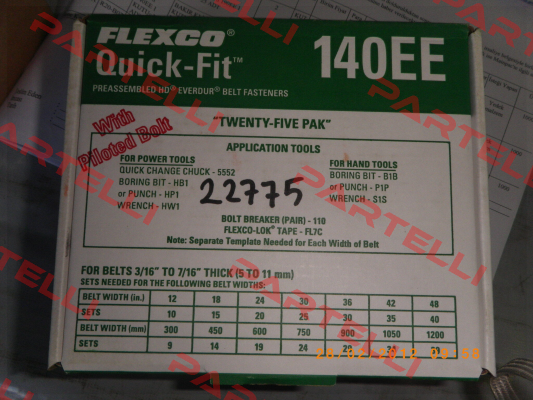 FLEXCO®
Quick-Fit™
140EE
PREASSEMBLED HD® EVERDUR® BELT FASTENERS
With Piloted Bolt
"TWENTY-FIVE PAK"
APPLICATION TOOLS
FOR POWER TOOLS
QUICK CHANGE CHUCK - 5552
BORING BIT - HB1
or PUNCH - HP1
WRENCH - HW1
FOR HAND TOOLS
BORING BIT - B1B
or PUNCH - P1P
WRENCH - S1S
22775
BOLT BREAKER (PAIR) - 110
FLEXCO-LOK® TAPE - FL7C
Note: Separate Template Needed for Each Width of Belt
FOR BELTS 3/16" TO 7/16" THICK (5 TO 11 mm)
SETS NEEDED FOR THE FOLLOWING BELT WIDTHS:
BELT WIDTH (in.) 12 18 24 30 36 42 48
SETS 10 15 20 25 30 35 40
BELT WIDTH (mm) 300 450 600 750 900 1050 1200
SETS 9 14 19 24
PARTELLI